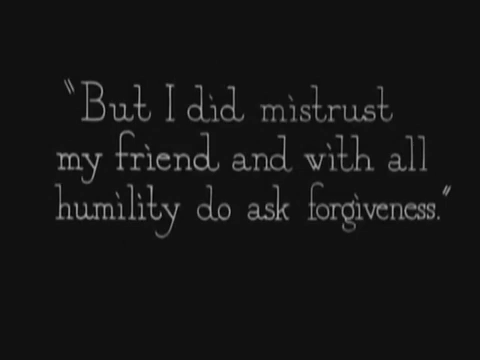 "But I did mistrust
my friend and with all
humility do ask forgiveness."